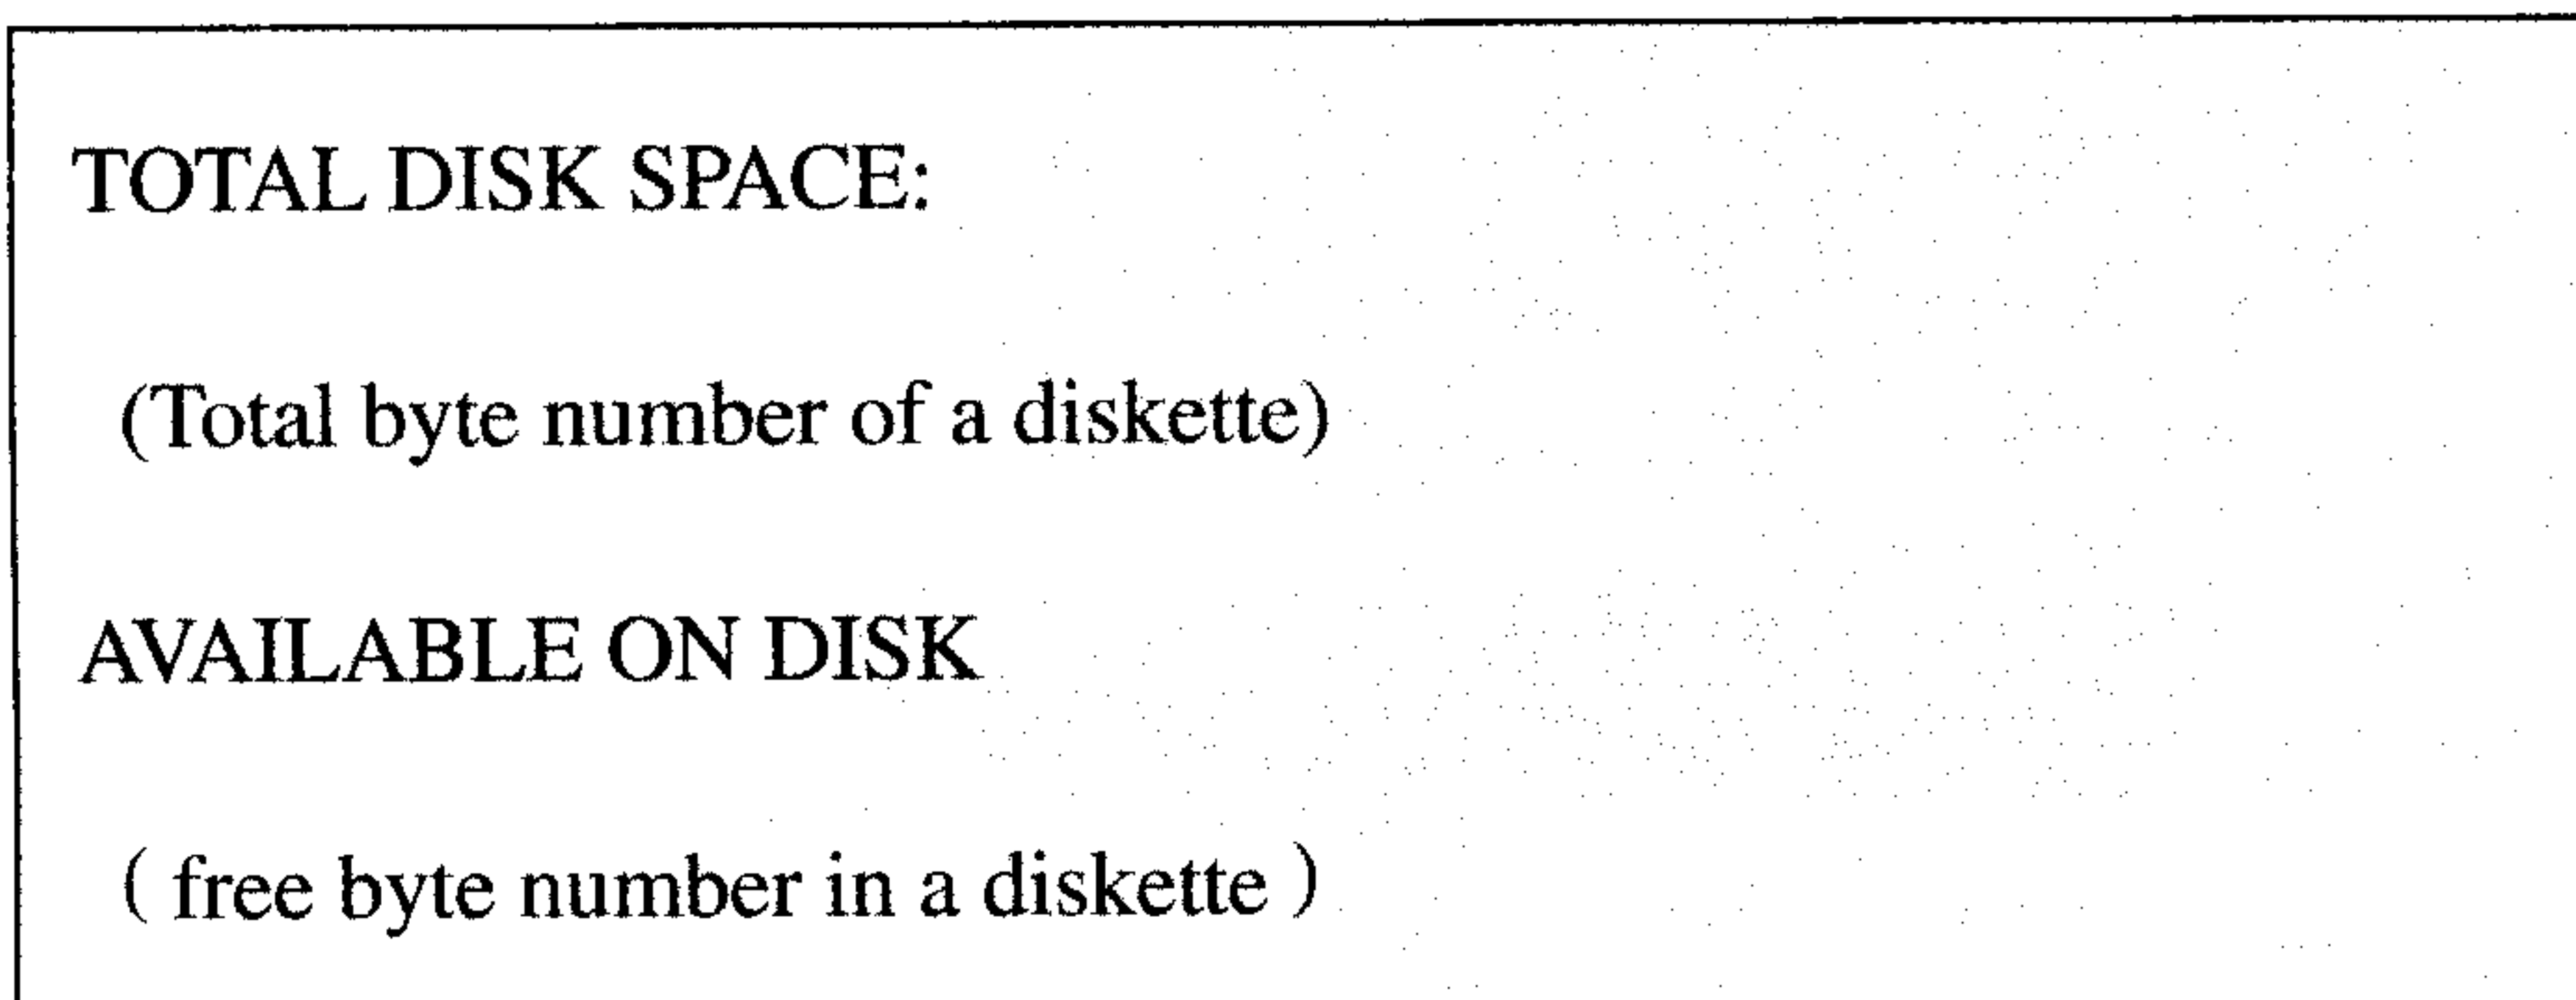 TOTAL DISK SPACE:
(Total byte number of a diskette)
AVAILABLE ON DISK
( free byte number in a diskette )